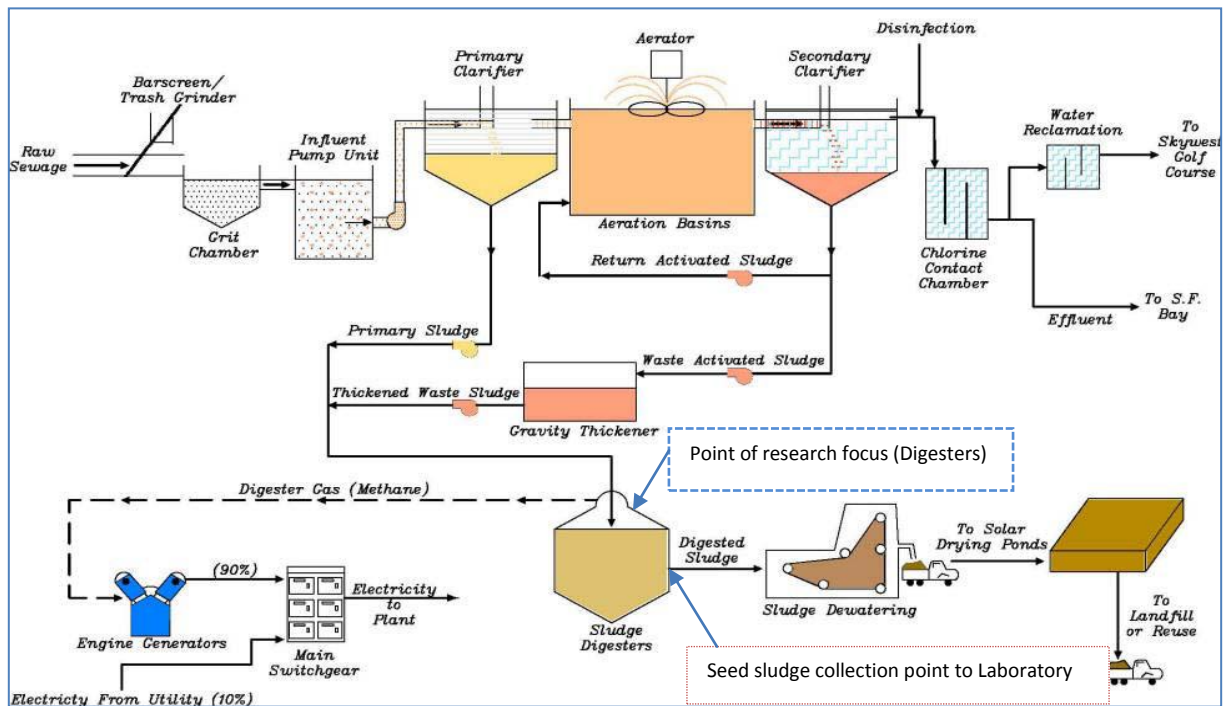 Disinfection
Aerator
Primary
Clarifier
Secondary
Clarifier
Barscreen/
Trash Grinder
Influent
Pump Unit
Water
Reclamation
To
Skywest
Golf
Course
Raw
Sewage
Grit
Chamber
Aeration Basins
Chlorine
Contact
Chamber
Return Activated Sludge
To S.F.
Bay
Effluent
Primary Sludge
Waste Activated Sludge
Thickened Waste Sludge
Gravity Thickener
Point of research focus (Digesters)
Digester Gas (Methane)
Digested
Sludge
To Solar
Drying Ponds
(90%)
Electricity
to
Plant
Engine Generators
Main
Switchgear
Sludge
Digesters
Sludge Dewatering
To
Landfill
or Reuse
Seed sludge collection point to Laboratory
Electricty From Utility (10%)